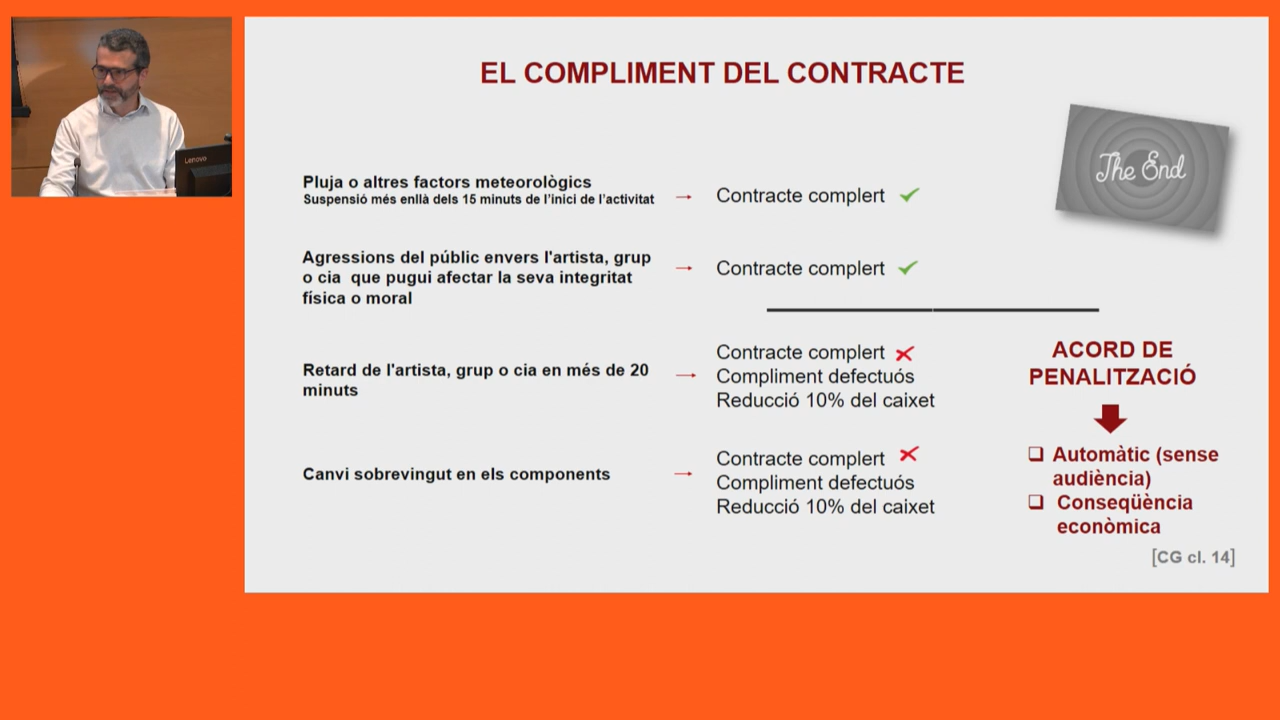 Lenovo
EL COMPLIMENT DEL CONTRACTE
The End
Pluja o altres factors meteorològics
Suspensió més enllà dels 15 minuts de l'inici de l'activitat
Contracte complert
Agressions del públic envers l'artista, grup
o cia que pugui afectar la seva integritat
física o moral
Contracte complert
Retard de l'artista, grup o cia en més de 20
minuts
Contracte complert
Compliment defectuós
Reducció 10% del caixet
Canvi sobrevingut en els components
Contracte complert
Compliment defectuós
Reducció 10% del caixet
ACORD DE
PENALITZACIÓ
❑ Automàtic (sense
audiència)
❑ Conseqüència
econòmica
[CG cl. 14]